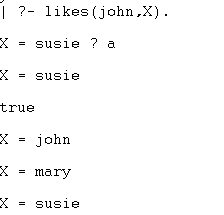 | ?- likes(john,X).
X = susie ? a
X = susie
true
X = john
X = mary
X = susie